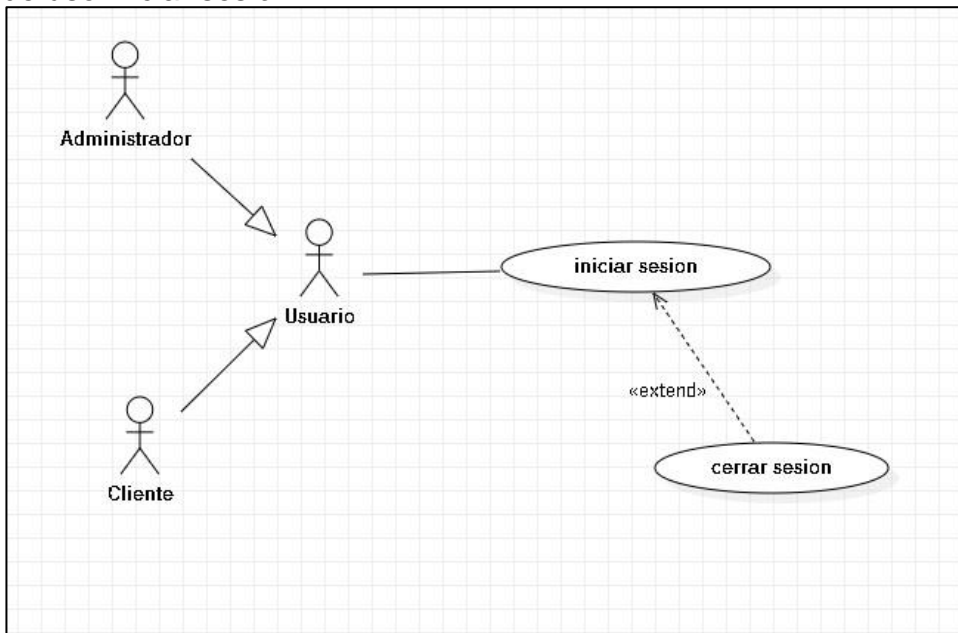 Administrador
Usuario
iniciar sesion
«extend»
cerrar sesion
Cliente